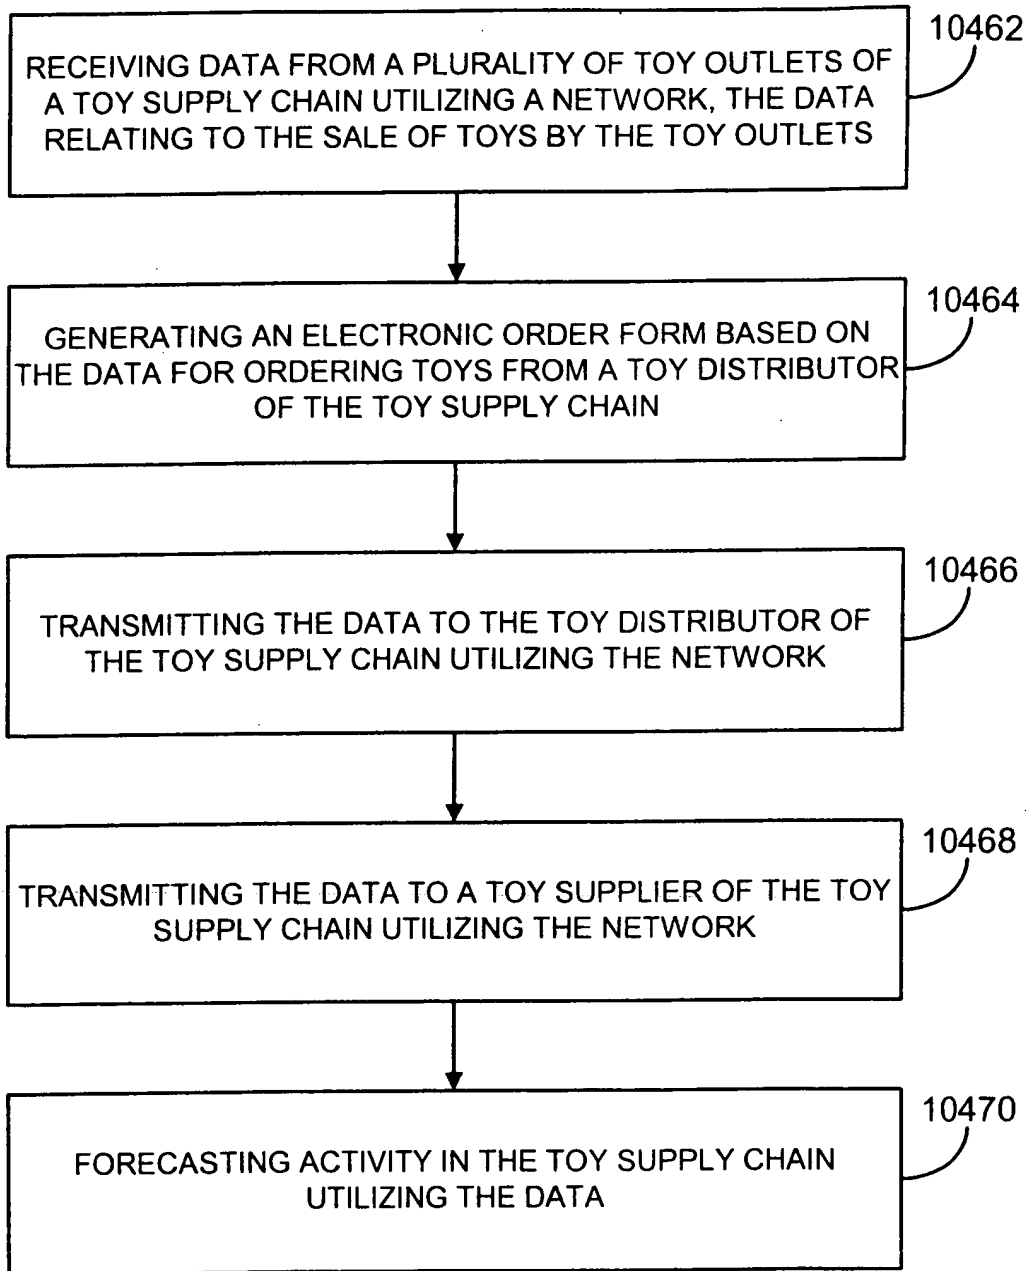 10462
RECEIVING DATA FROM A PLURALITY OF TOY OUTLETS OF
A TOY SUPPLY CHAIN UTILIZING A NETWORK, THE DATA
RELATING TO THE SALE OF TOYS BY THE TOY OUTLETS
10464
GENERATING AN ELECTRONIC ORDER FORM BASED ON
THE DATA FOR ORDERING TOYS FROM A TOY DISTRIBUTOR
OF THE TOY SUPPLY CHAIN
10466
TRANSMITTING THE DATA TO THE TOY DISTRIBUTOR OF
THE TOY SUPPLY CHAIN UTILIZING THE NETWORK
10468
TRANSMITTING THE DATA TO A TOY SUPPLIER OF THE TOY
SUPPLY CHAIN UTILIZING THE NETWORK
10470
FORECASTING ACTIVITY IN THE TOY SUPPLY CHAIN
UTILIZING THE DATA